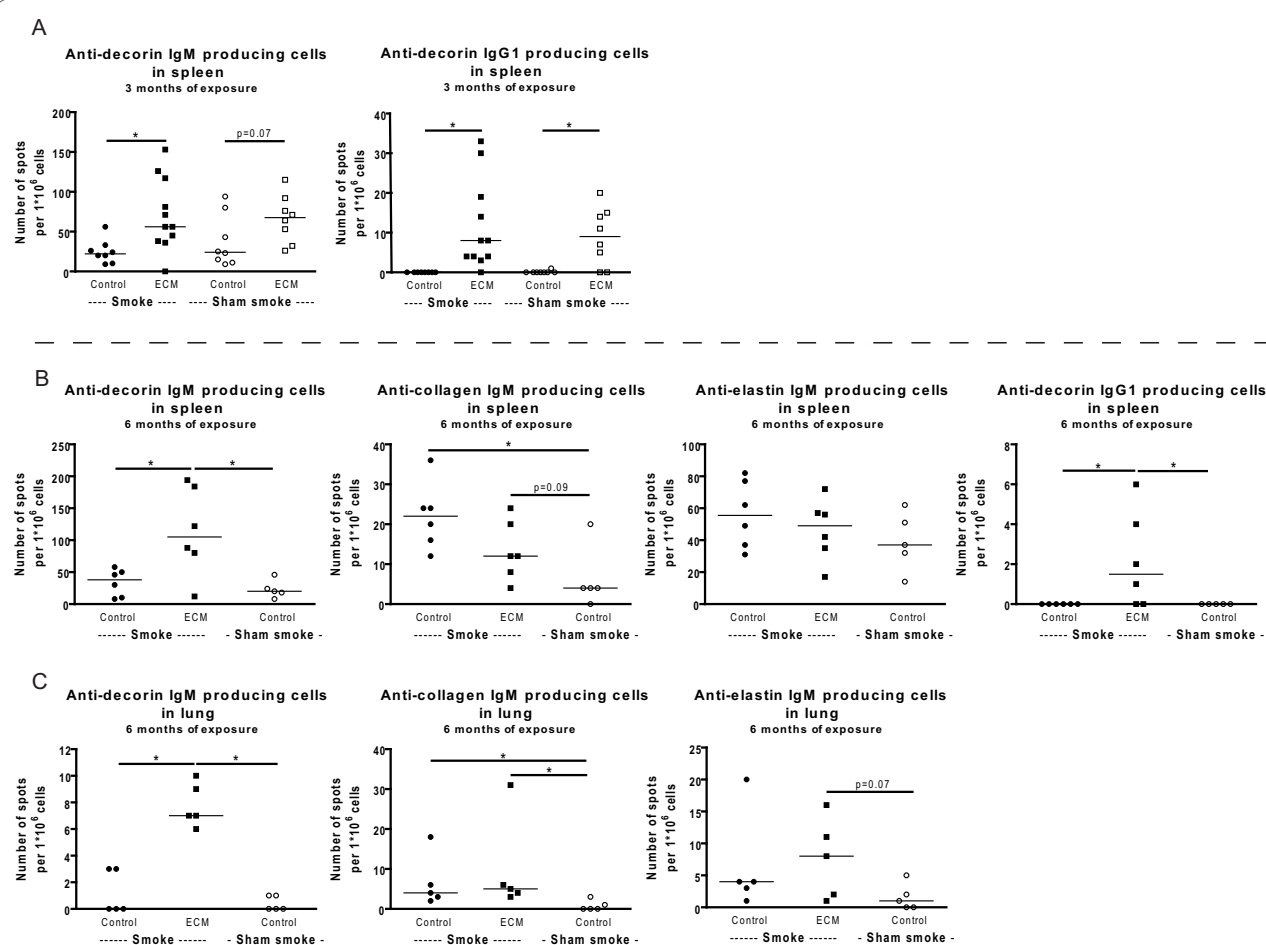 A
Anti-decorin IgM producing cells
in spleen
3 months of exposure
Number of spots
per 1*10^6 cells
200
150
100
50
0
*
p=0.07
Control
ECM
Control
ECM
---- Smoke ----
---- Sham smoke ----
Anti-decorin IgG1 producing cells
in spleen
3 months of exposure
Number of spots
per 1*10^6 cells
40
30
20
10
0
*
*
Control
ECM
Control
ECM
---- Smoke ----
---- Sham smoke ----
B
Anti-decorin IgM producing cells
in spleen
6 months of exposure
Number of spots
per 1*10^6 cells
250
200
150
100
50
0
*
*
Control
ECM
Control
------ Smoke ------
- Sham smoke -
Anti-collagen IgM producing cells
in spleen
6 months of exposure
Number of spots
per 1*10^6 cells
40
30
20
10
0
*
p=0.09
Control
ECM
Control
------ Smoke ------
- Sham smoke -
Anti-elastin IgM producing cells
in spleen
6 months of exposure
Number of spots
per 1*10^6 cells
100
80
60
40
20
0
Control
ECM
Control
------ Smoke ------
- Sham smoke -
Anti-decorin IgG1 producing cells
in spleen
6 months of exposure
Number of spots
per 1*10^6 cells
8
6
4
2
0
*
*
Control
ECM
Control
------ Smoke ------
- Sham smoke -
C
Anti-decorin IgM producing cells
in lung
6 months of exposure
Number of spots
per 1*10^6 cells
12
10
8
6
4
2
0
*
*
Control
ECM
Control
------ Smoke ------
- Sham smoke -
Anti-collagen IgM producing cells
in lung
6 months of exposure
Number of spots
per 1*10^6 cells
40
30
20
10
0
*
*
Control
ECM
Control
------ Smoke ------
- Sham smoke -
Anti-elastin IgM producing cells
in lung
6 months of exposure
Number of spots
per 1*10^6 cells
25
20
15
10
5
0
p=0.07
Control
ECM
Control
------ Smoke ------
- Sham smoke -